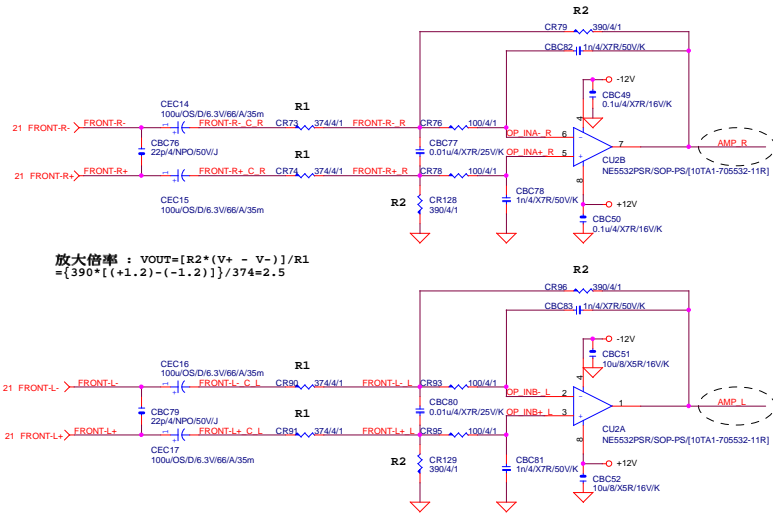 R2
CR79 390/4/1
CBC82 1n/4/X7R/50V/K
-12V
CBC49
0.1u/4/X7R/16V/K
CEC14
100u/OS/D/6.3V/66/A/35m
R1
21 FRONT-R- FRONT-R- 1 + FRONT-R-_C_R CR73 374/4/1 FRONT-R-_R CR76 100/4/1
OP_INA-_R 6 - 4 7 AMP_R
CBC76
22p/4/NPO/50V/J
R1
CBC77
0.01u/4/X7R/25V/K
OP_INA+_R 5 + 8
CU2B
NE5532PSR/SOP-PS/[10TA1-705532-11R]
21 FRONT-R+ FRONT-R+ 1 + FRONT-R+_C_R CR74 374/4/1 FRONT-R+_R CR78 100/4/1
CEC15
100u/OS/D/6.3V/66/A/35m
R2
CR128
390/4/1
CBC78
1n/4/X7R/50V/K
+12V
CBC50
0.1u/4/X7R/16V/K
放大倍率 : VOUT=[R2*(V+ - V-)]/R1
={390*[(+1.2)-(-1.2)]}/374=2.5
R2
CR96 390/4/1
CBC83 1n/4/X7R/50V/K
-12V
CBC51
10u/8/X5R/16V/K
CEC16
100u/OS/D/6.3V/66/A/35m
R1
21 FRONT-L- FRONT-L- 1 + FRONT-L-_C_L CR90 374/4/1 FRONT-L-_L CR93 100/4/1
OP_INB-_L 2 - 4 1 AMP_L
CBC79
22p/4/NPO/50V/J
R1
CBC80
0.01u/4/X7R/25V/K
OP_INB+_L 3 + 8
CU2A
NE5532PSR/SOP-PS/[10TA1-705532-11R]
21 FRONT-L+ FRONT-L+ 1 + FRONT-L+_C_L CR91 374/4/1 FRONT-L+_L CR95 100/4/1
CEC17
100u/OS/D/6.3V/66/A/35m
R2
CR129
390/4/1
CBC81
1n/4/X7R/50V/K
+12V
CBC52
10u/8/X5R/16V/K